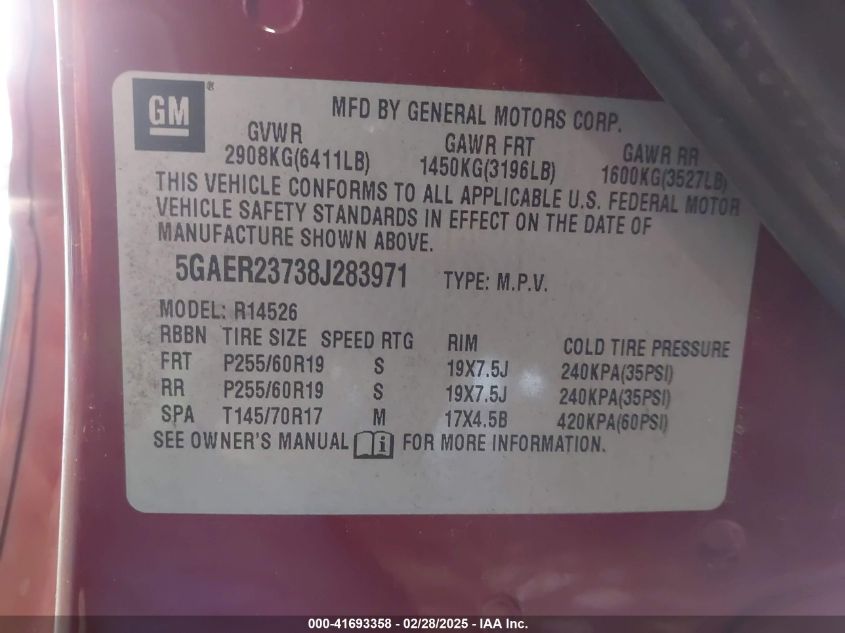 GM ®
MFD BY GENERAL MOTORS CORP.
GVWR GAWR FRT GAWR RR
2908KG(6411LB) 1450KG(3196LB) 1600KG(3527LB)
THIS VEHICLE CONFORMS TO ALL APPLICABLE U.S. FEDERAL MOTOR
VEHICLE SAFETY STANDARDS IN EFFECT ON THE DATE OF
MANUFACTURE SHOWN ABOVE.
5GAER23738J283971 TYPE: M.P.V.
MODEL: R14526
RBBN TIRE SIZE SPEED RTG RIM COLD TIRE PRESSURE
FRT P255/60R19 S 19X7.5J 240KPA(35PSI)
RR P255/60R19 S 19X7.5J 240KPA(35PSI)
SPA T145/70R17 M 17X4.5B 420KPA(60PSI)
SEE OWNER'S MANUAL i FOR MORE INFORMATION.
000-41693358 - 02/28/2025 - IAA Inc.